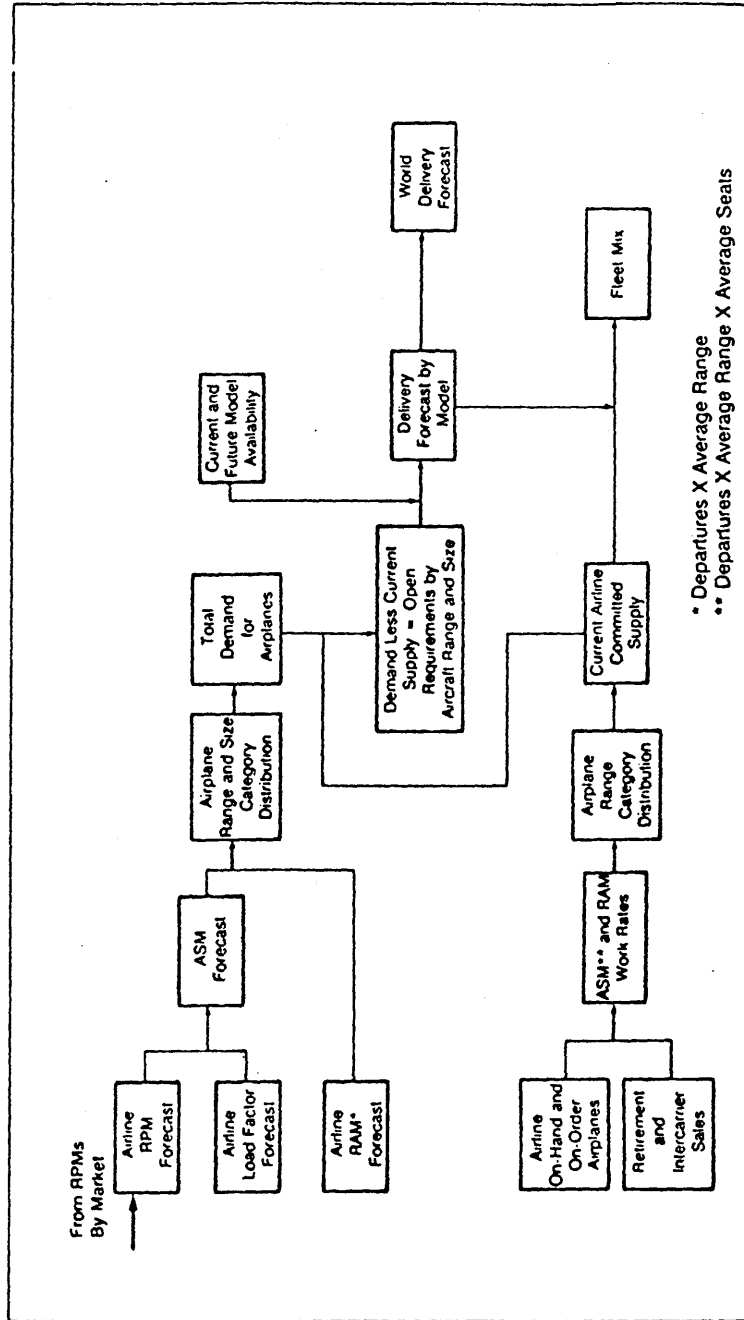 From RPMs
By Market
Airline
RPM
Forecast
Airline
Load Factor
Forecast
Airline
RAM*
Forecast
ASM
Forecast
Airplane
Range and Size
Category
Distribution
Total
Demand
for
Airplanes
Current and
Future Model
Availability
Demand Less Current
Supply = Open
Requirements by
Aircraft Range and Size
Delivery
Forecast by
Model
World
Delivery
Forecast
Airline
On-Hand and
On-Order
Airplanes
Retirement
and
Intercarrier
Sales
ASM** and RAM
Work Rates
Airplane
Range
Category
Distribution
Current Airline
Committed
Supply
Fleet Mix
* Departures X Average Range
** Departures X Average Range X Average Seats